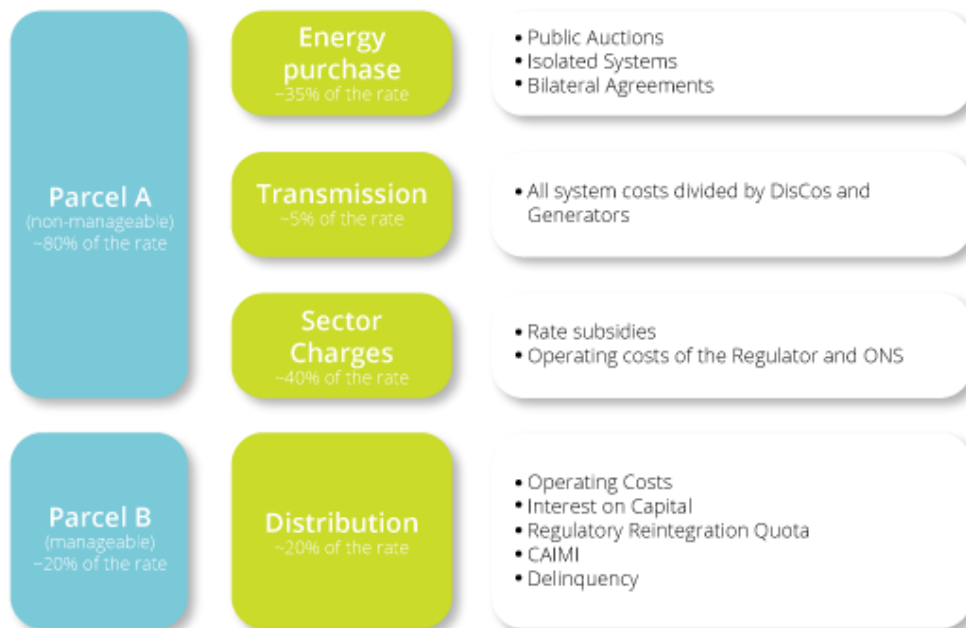 Parcel A
(non-manageable)
~80% of the rate
Energy
purchase
~35% of the rate
• Public Auctions
• Isolated Systems
• Bilateral Agreements
Transmission
~5% of the rate
• All system costs divided by DisCos and
Generators
Sector
Charges
~40% of the rate
• Rate subsidies
• Operating costs of the Regulator and ONS
Parcel B
(manageable)
~20% of the rate
Distribution
~20% of the rate
• Operating Costs
• Interest on Capital
• Regulatory Reintegration Quota
• CAIMI
• Delinquency